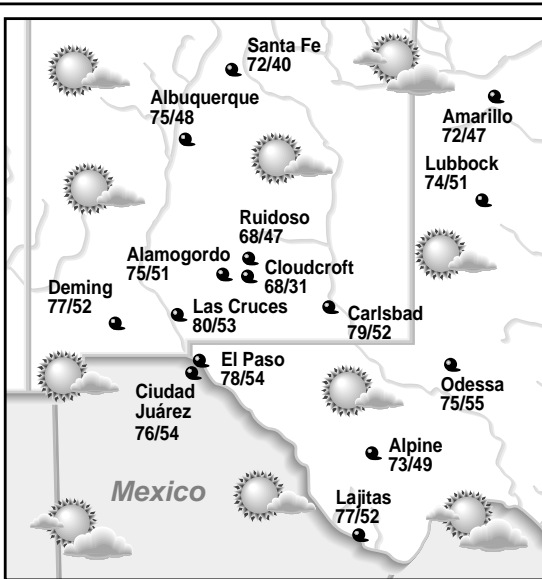 Santa Fe
72/40
Albuquerque
75/48
Amarillo
72/47
Lubbock
74/51
Ruidoso
68/47
Alamogordo
75/51
Cloudcroft
68/31
Deming
77/52
Las Cruces
80/53
Carlsbad
79/52
El Paso
78/54
Ciudad
Juárez
76/54
Odessa
75/55
Alpine
73/49
Mexico
Lajitas
77/52